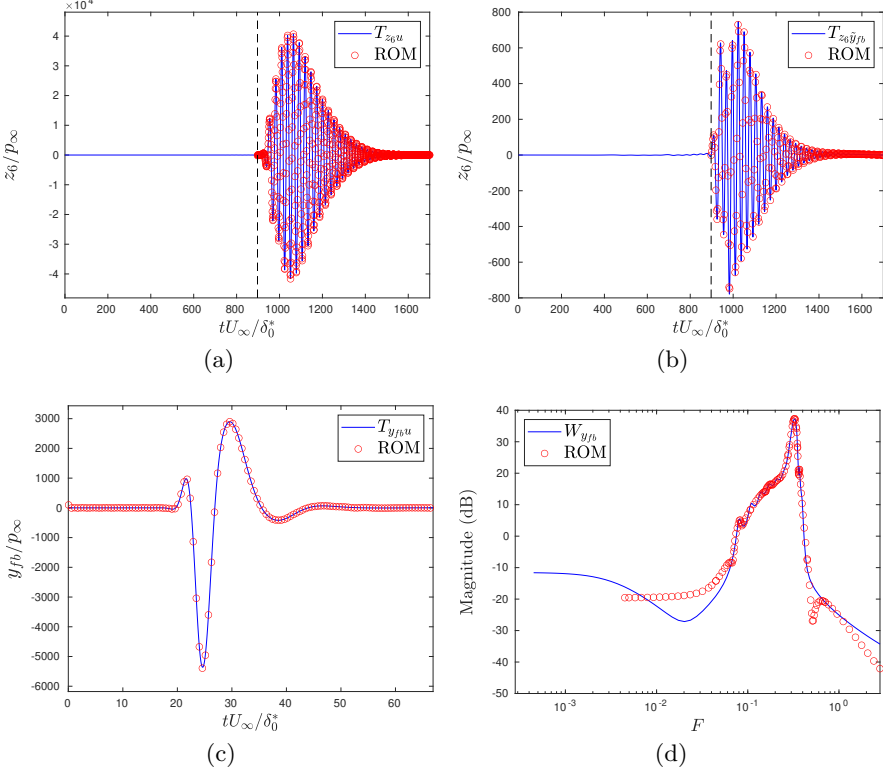 ×10⁴
4
3
2
1
0
-1
-2
-3
-4
z₆/p∞
T_{z₆u}
ROM
0 200 400 600 800 1000 1200 1400 1600
tU∞/δ₀*
(a)
800
600
400
200
0
-200
-400
-600
-800
z₆/p∞
T_{z₆ỹ_{fb}}
ROM
0 200 400 600 800 1000 1200 1400 1600
tU∞/δ₀*
(b)
3000
2000
1000
0
-1000
-2000
-3000
-4000
-5000
-6000
y_{fb}/p∞
T_{y_{fb}u}
ROM
0 10 20 30 40 50 60
tU∞/δ₀*
(c)
40
30
20
10
0
-10
-20
-30
-40
-50
Magnitude (dB)
W_{y_{fb}}
ROM
10⁻³ 10⁻² 10⁻¹ 10⁰
F
(d)